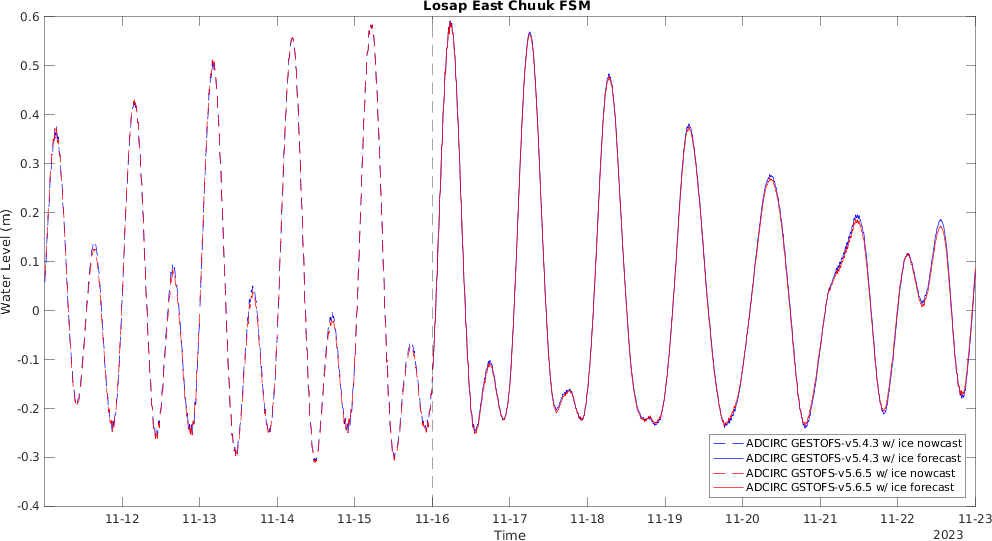 Losap East Chuuk FSM
0.6
0.5
0.4
0.3
0.2
0.1
0
-0.1
-0.2
-0.3
-0.4
Water Level (m)
ADCIRC GESTOFS-v5.4.3 w/ ice nowcast
ADCIRC GESTOFS-v5.4.3 w/ ice forecast
ADCIRC GSTOFS-v5.6.5 w/ ice nowcast
ADCIRC GSTOFS-v5.6.5 w/ ice forecast
11-12 11-13 11-14 11-15 11-16 11-17 11-18 11-19 11-20 11-21 11-22 11-23
Time
2023